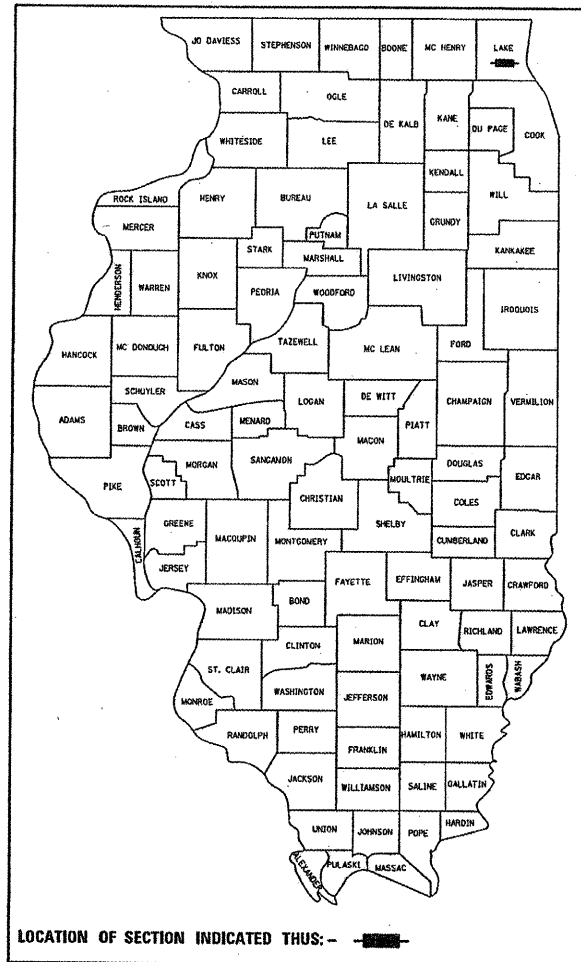 JO DAVIESS
STEPHENSON
WINNEBAGO
BOONE
MC HENRY
LAKE
CARROLL
OGLE
DE KALB
KANE
DU PAGE
COOK
WHITESIDE
LEE
KENDALL
WILL
ROCK ISLAND
HENRY
BUREAU
LA SALLE
GRUNDY
MERCER
PUTNAM
STARK
MARSHALL
KANKAKEE
HENDERSON
WARREN
KNOX
PEORIA
WOODFORD
LIVINGSTON
IROQUOIS
HANCOCK
MC DONOUGH
FULTON
TAZEWELL
MC LEAN
FORD
SCHUYLER
MASON
LOGAN
DE WITT
CHAMPAIGN
VERMILION
ADAMS
BROWN
CASS
MENARD
MACON
PIATT
PIKE
SCOTT
MORGAN
SANGAMON
MOULTRIE
DOUGLAS
EDGAR
CHRISTIAN
COLES
CALHOUN
GREENE
MACOUPIN
MONTGOMERY
SHELBY
CUMBERLAND
CLARK
JERSEY
FAYETTE
EFFINGHAM
JASPER
CRAWFORD
MADISON
BOND
CLAY
RICHLAND
LAWRENCE
CLINTON
MARION
ST. CLAIR
WAYNE
EDWARDS
WABASH
WASHINGTON
JEFFERSON
MONROE
RANDOLPH
PERRY
HAMILTON
WHITE
FRANKLIN
JACKSON
WILLIAMSON
SALINE
GALLATIN
UNION
JOHNSON
POPE
HARDIN
ALEXANDER
PULASKI
MASSAC
LOCATION OF SECTION INDICATED THUS: -